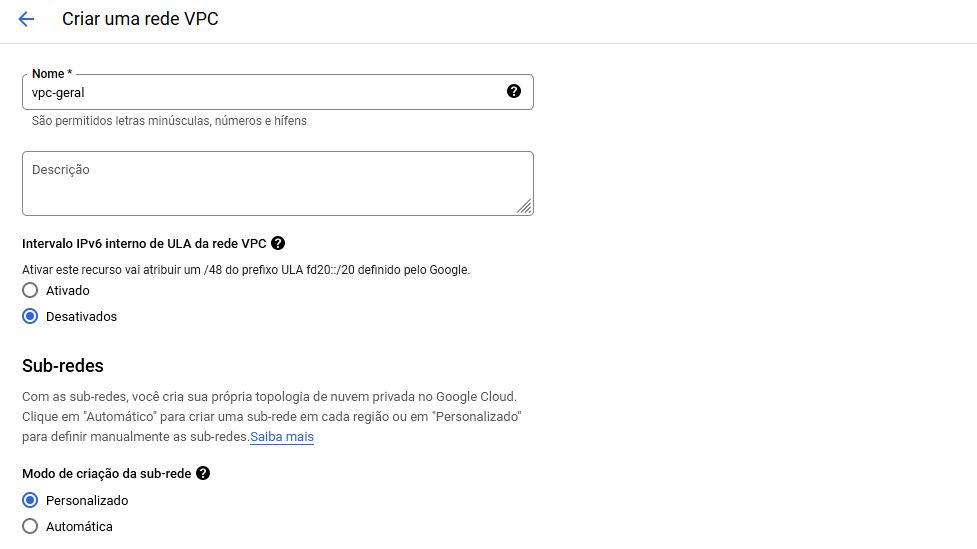 Criar uma rede VPC
Nome *
vpc-geral
São permitidos letras minúsculas, números e hífens
Descrição
Intervalo IPv6 interno de ULA da rede VPC
Ativar este recurso vai atribuir um /48 do prefixo ULA fd20::/20 definido pelo Google.
Ativado
Desativados
Sub-redes
Com as sub-redes, você cria sua própria topologia de nuvem privada no Google Cloud.
Clique em "Automático" para criar uma sub-rede em cada região ou em "Personalizado"
para definir manualmente as sub-redes.Saiba mais
Modo de criação da sub-rede
Personalizado
Automática